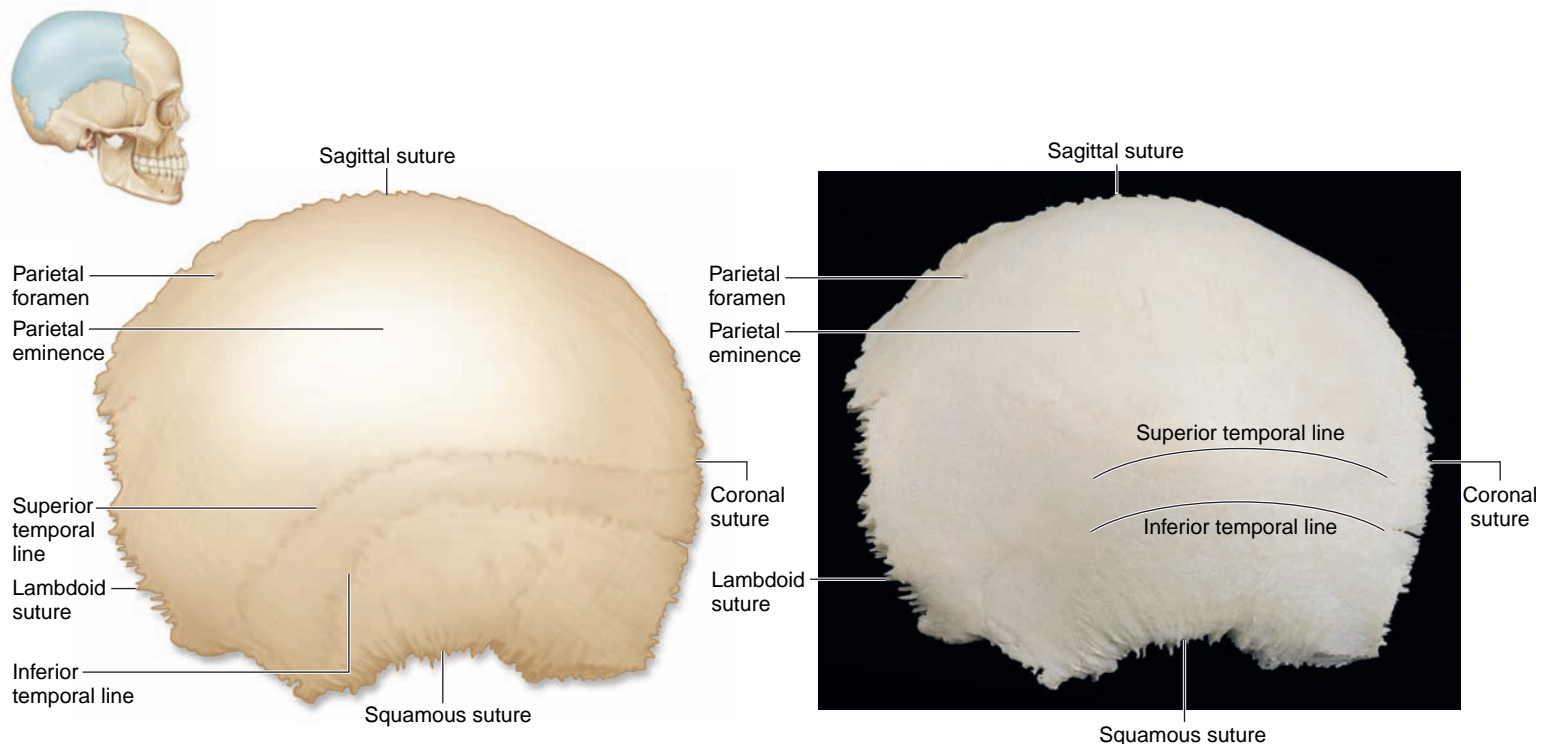 Sagittal suture
Parietal
foramen
Parietal
eminence
Superior
temporal
line
Lambdoid
suture
Inferior
temporal line
Squamous suture
Coronal
suture
Sagittal suture
Parietal
foramen
Parietal
eminence
Superior temporal line
Inferior temporal line
Lambdoid
suture
Coronal
suture
Squamous suture